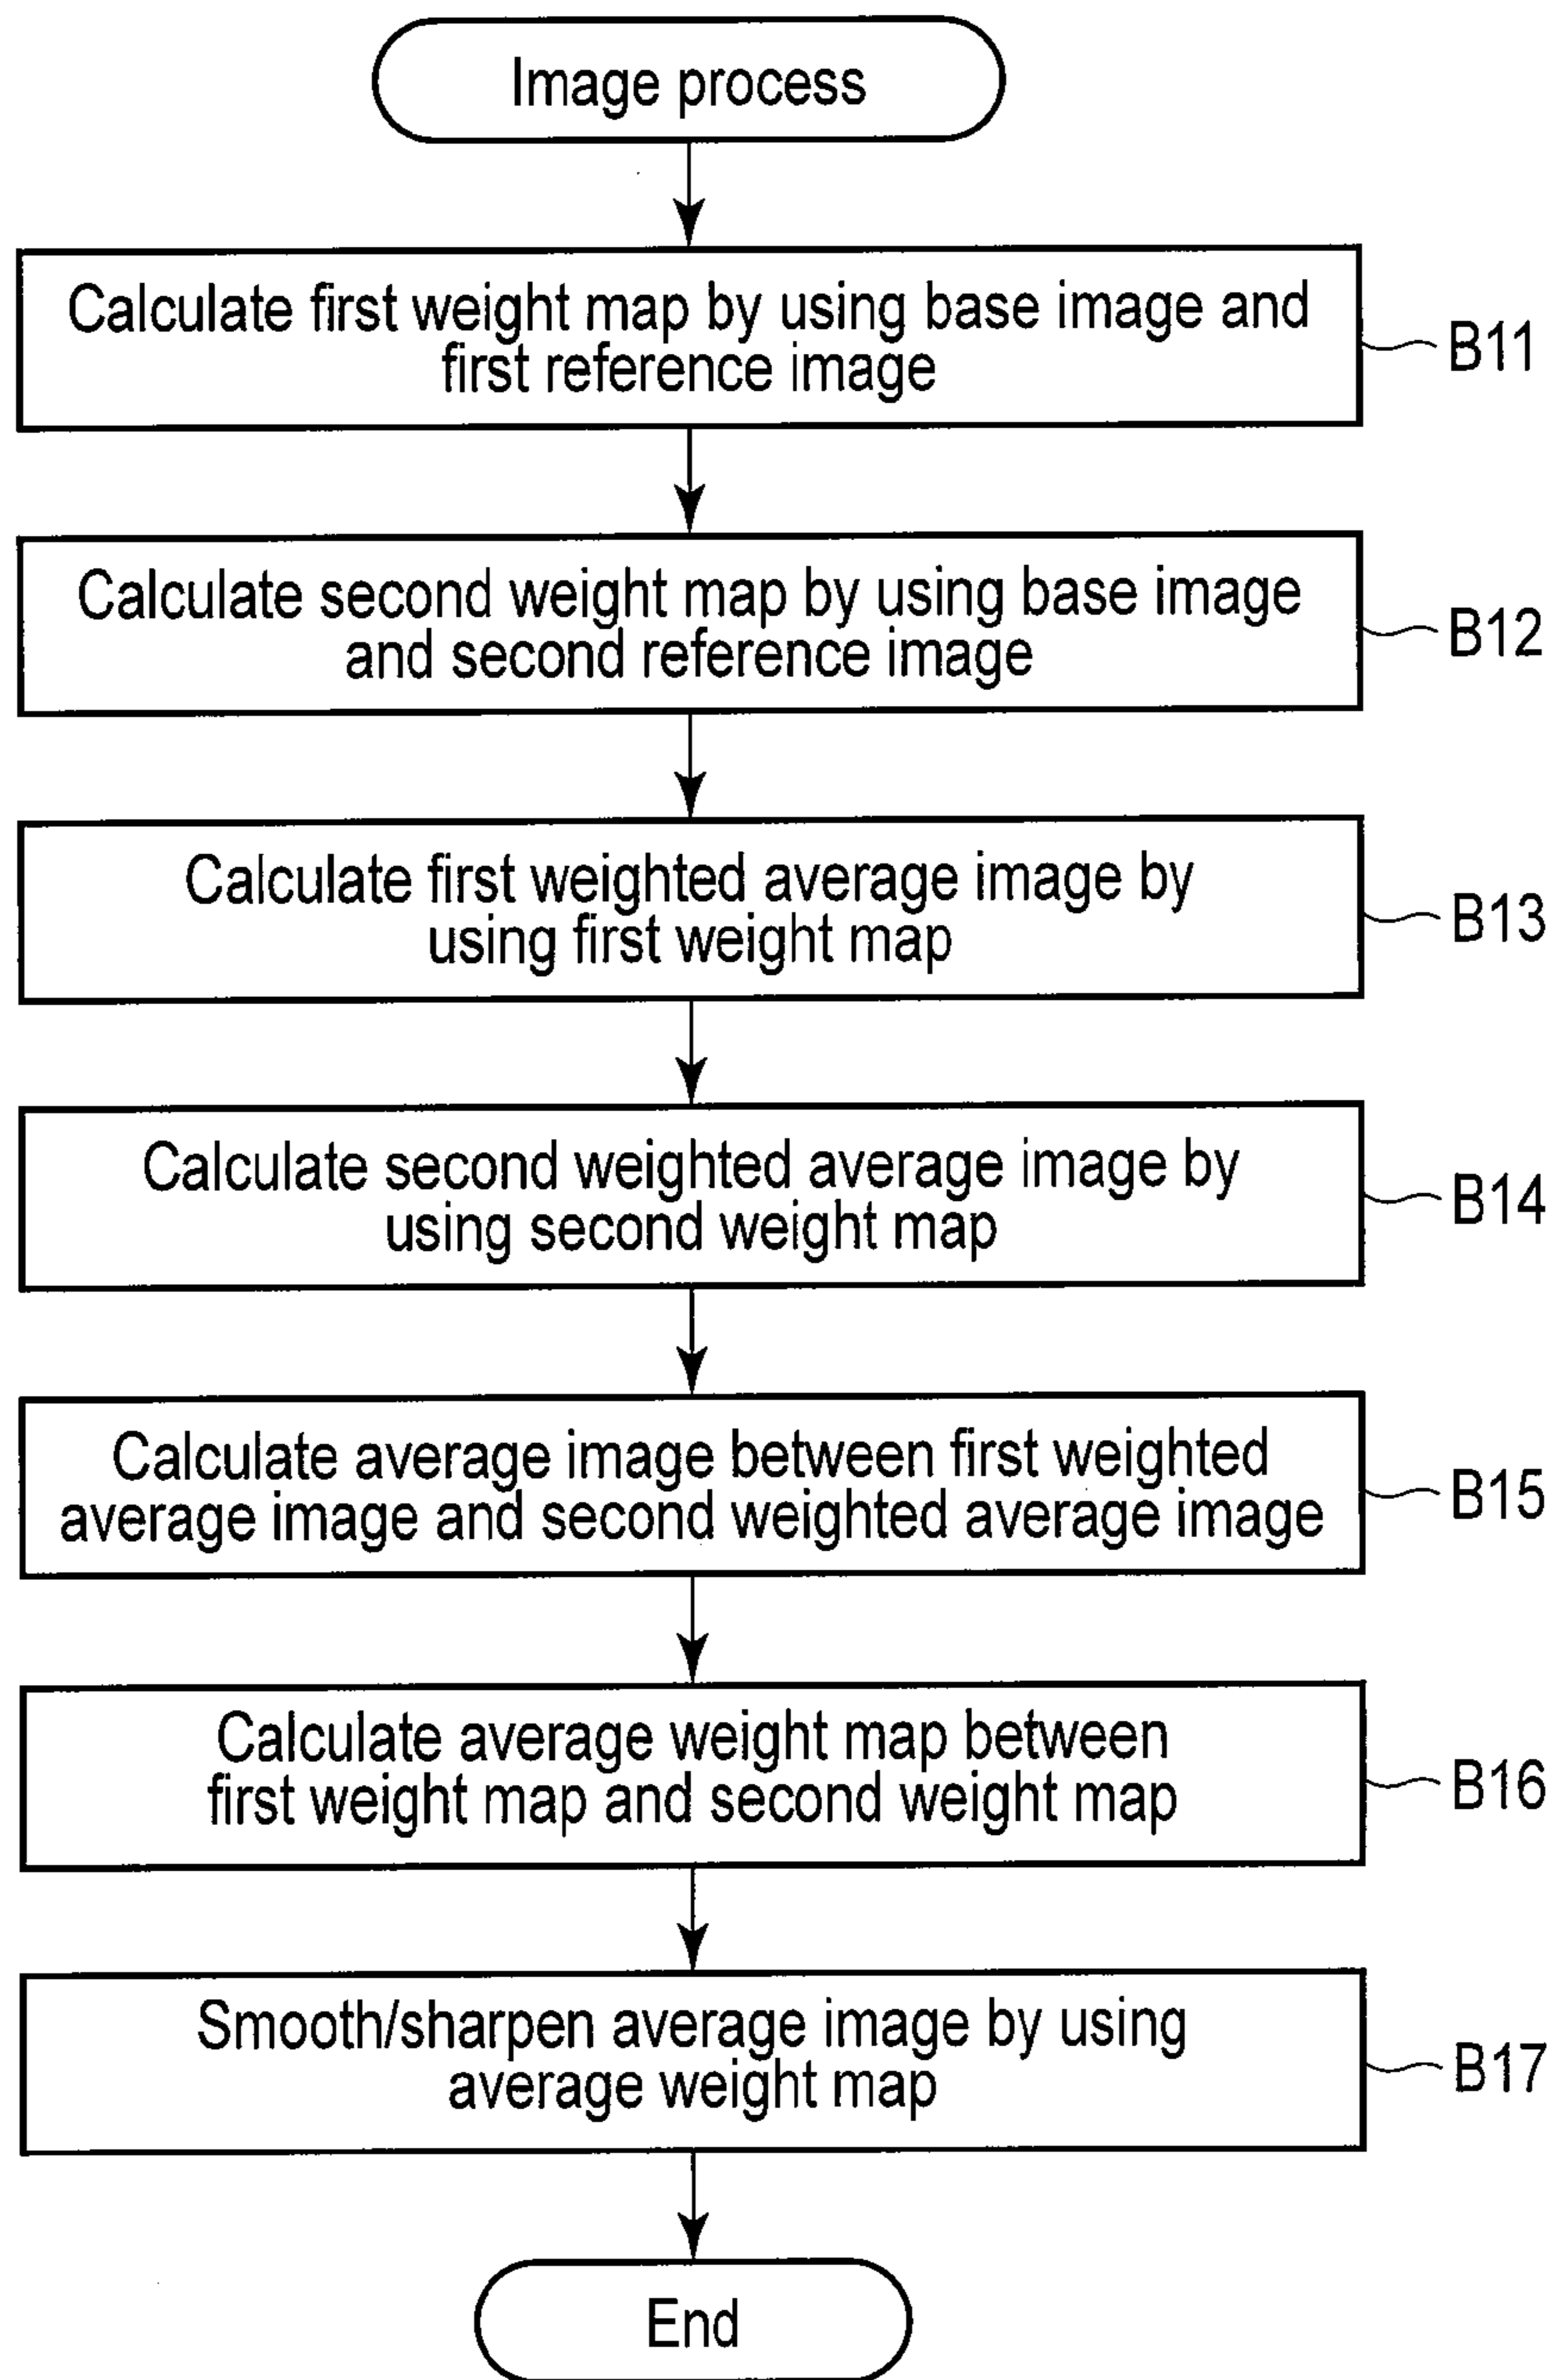 Image process
Calculate first weight map by using base image and
first reference image
B11
Calculate second weight map by using base image
and second reference image
B12
Calculate first weighted average image by
using first weight map
B13
Calculate second weighted average image by
using second weight map
B14
Calculate average image between first weighted
average image and second weighted average image
B15
Calculate average weight map between
first weight map and second weight map
B16
Smooth/sharpen average image by using
average weight map
B17
End